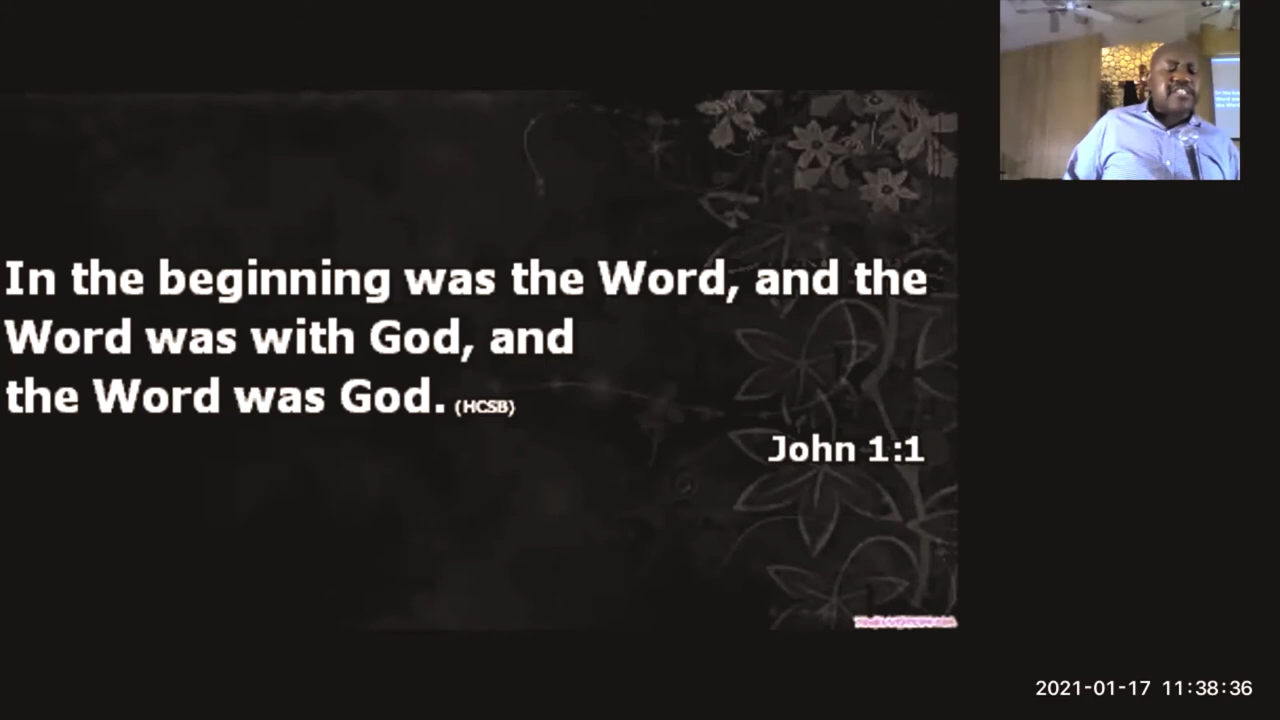 In the beginning was the Word, and the
Word was with God, and
the Word was God. (HCSB)
John 1:1
2021-01-17 11:38:36